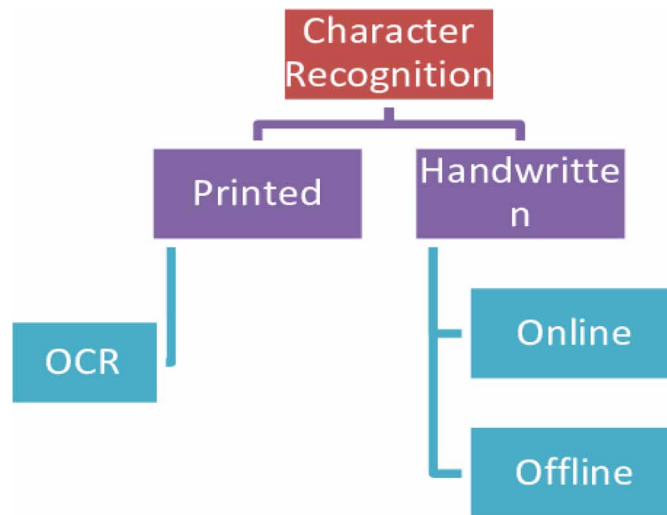 Character
Recognition
Printed
Handwritte
n
OCR
Online
Offline